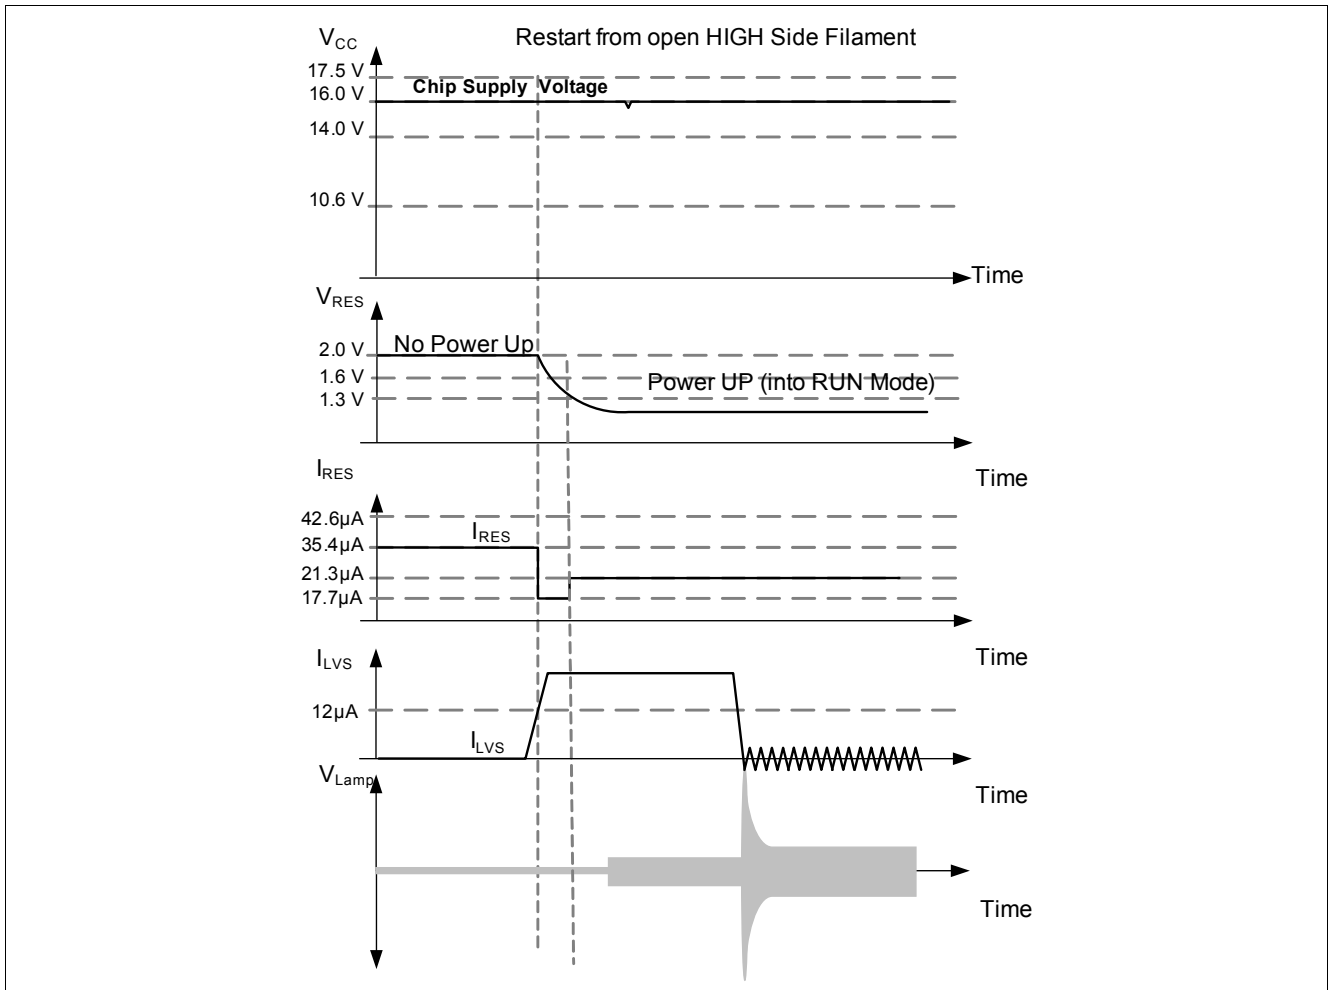 V_CC
Restart from open HIGH Side Filament
17.5 V
Chip Supply Voltage
16.0 V
14.0 V
10.6 V
Time
V_RES
2.0 V
No Power Up
1.6 V
Power UP (into RUN Mode)
1.3 V
Time
I_RES
42.6µA
I_RES
35.4µA
21.3µA
17.7µA
Time
I_LVS
12µA
I_LVS
V_Lamp
Time
Time